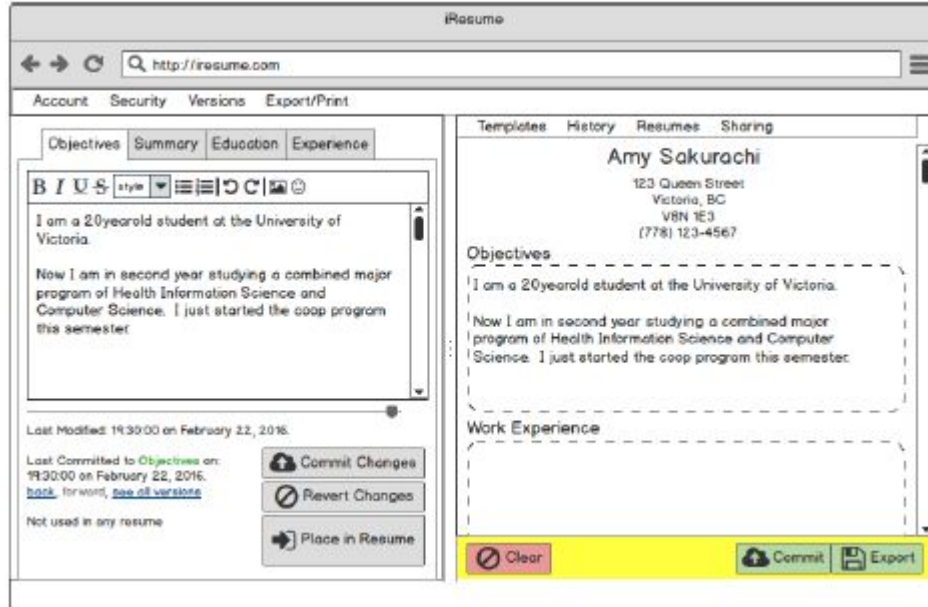 iResume
http://iresume.com
Account Security Versions Export/Print
Objectives Summary Education Experience
B I U S style
I am a 20yearold student at the University of
Victoria.
Now I am in second year studying a combined major
program of Health Information Science and
Computer Science. I just started the coop program
this semester.
Last Modified: 19:30:00 on February 22, 2016.
Last Committed to Objectives on:
19:30:00 on February 22, 2016.
back, forward, see all versions
Not used in any resume
Commit Changes
Revert Changes
Place in Resume
Templates History Resumes Sharing
Amy Sakurachi
123 Queen Street
Victoria, BC
V8N 1E3
(778) 123-4567
Objectives
I am a 20yearold student at the University of Victoria.
Now I am in second year studying a combined major
program of Health Information Science and Computer
Science. I just started the coop program this semester.
Work Experience
Clear Commit Export